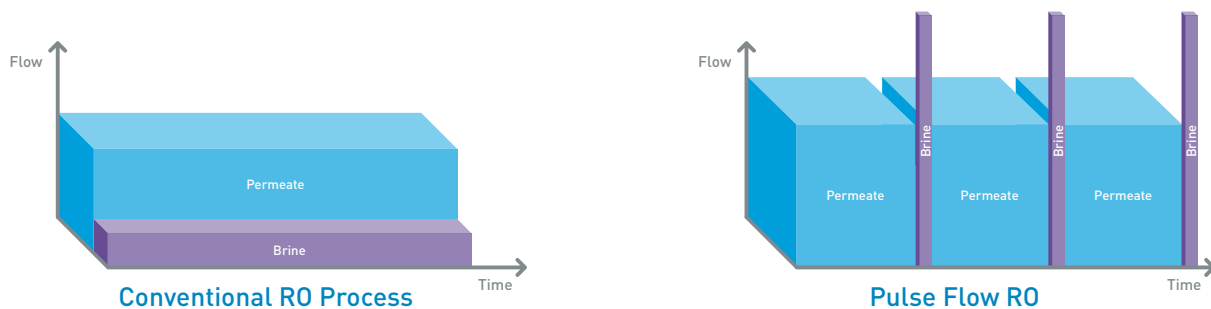 Flow
Permeate
Brine
Time
Conventional RO Process
Flow
Permeate
Brine
Permeate
Brine
Permeate
Brine
Time
Pulse Flow RO